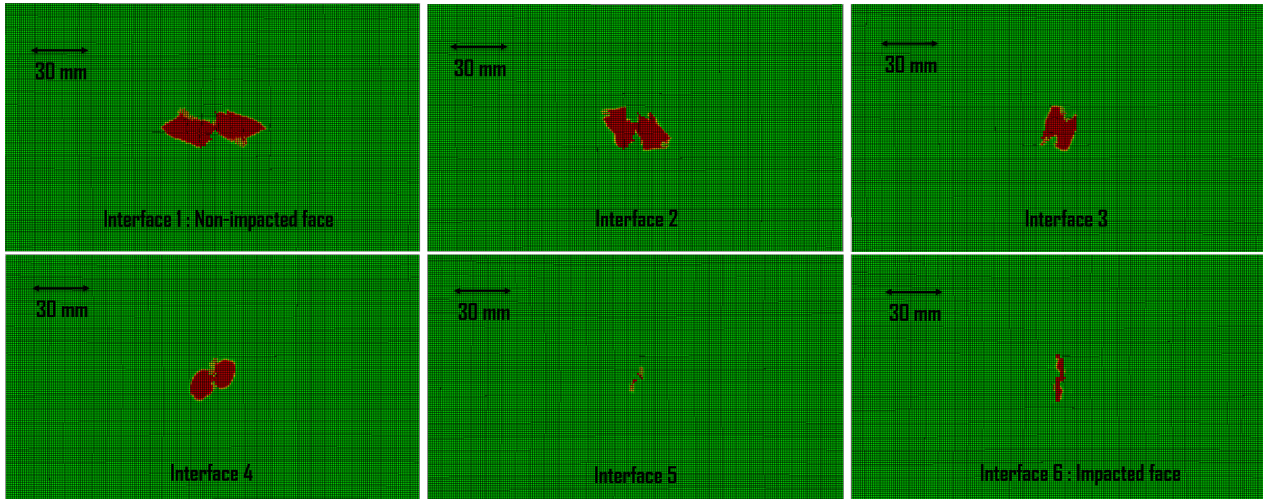 30 mm
Interface 1 : Non-impacted face
30 mm
Interface 2
30 mm
Interface 3
30 mm
Interface 4
30 mm
Interface 5
30 mm
Interface 6 : Impacted face